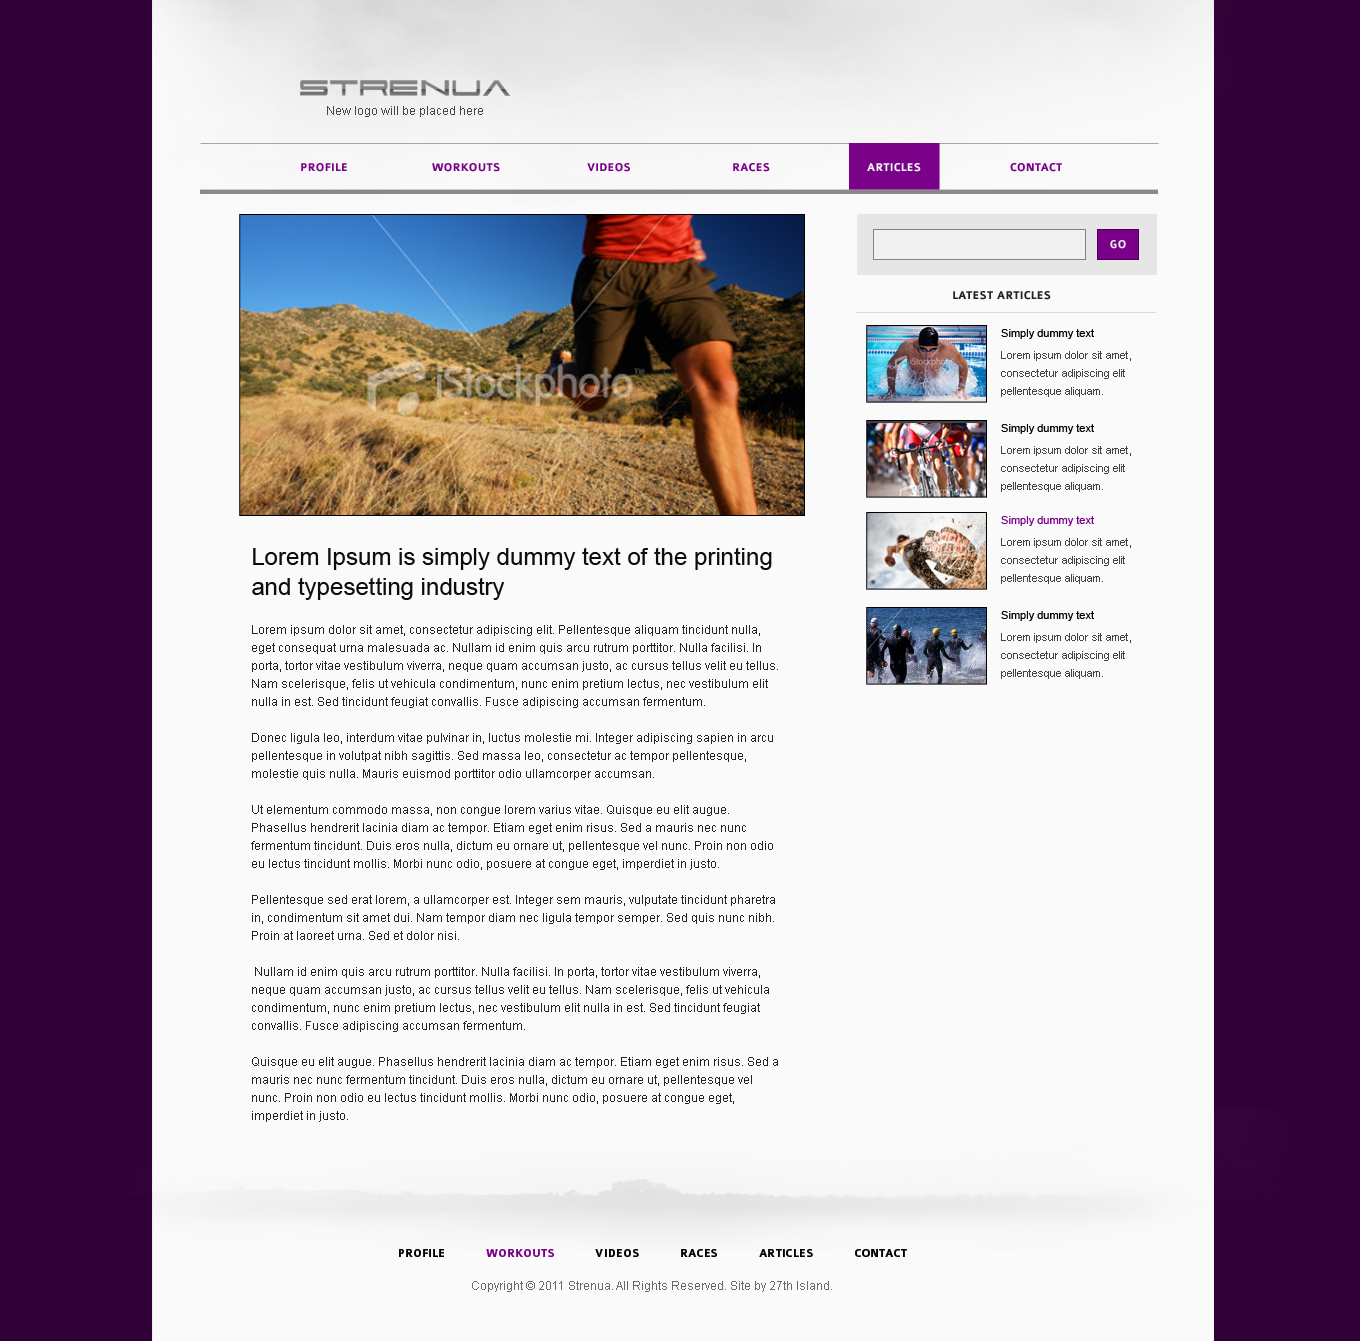 STRENUA
New logo will be placed here
PROFILE
WORKOUTS
VIDEOS
RACES
ARTICLES
CONTACT
iStockphoto™
Lorem Ipsum is simply dummy text of the printing
and typesetting industry
Lorem ipsum dolor sit amet, consectetur adipiscing elit. Pellentesque aliquam tincidunt nulla,
eget consequat urna malesuada ac. Nullam id enim quis arcu rutrum porttitor. Nulla facilisi. In
porta, tortor vitae vestibulum viverra, neque quam accumsan justo, ac cursus tellus velit eu tellus.
Nam scelerisque, felis ut vehicula condimentum, nunc enim pretium lectus, nec vestibulum elit
nulla in est. Sed tincidunt feugiat convallis. Fusce adipiscing accumsan fermentum.
Donec ligula leo, interdum vitae pulvinar in, luctus molestie mi. Integer adipiscing sapien in arcu
pellentesque in volutpat nibh sagittis. Sed massa leo, consectetur ac tempor pellentesque,
molestie quis nulla. Mauris euismod porttitor odio ullamcorper accumsan.
Ut elementum commodo massa, non congue lorem varius vitae. Quisque eu elit augue.
Phasellus hendrerit lacinia diam ac tempor. Etiam eget enim risus. Sed a mauris nec nunc
fermentum tincidunt. Duis eros nulla, dictum eu ornare ut, pellentesque vel nunc. Proin non odio
eu lectus tincidunt mollis. Morbi nunc odio, posuere at congue eget, imperdiet in justo.
Pellentesque sed erat lorem, a ullamcorper est. Integer sem mauris, vulputate tincidunt pharetra
in, condimentum sit amet dui. Nam tempor diam nec ligula tempor semper. Sed quis nunc nibh.
Proin at laoreet urna. Sed et dolor nisi.
Nullam id enim quis arcu rutrum porttitor. Nulla facilisi. In porta, tortor vitae vestibulum viverra,
neque quam accumsan justo, ac cursus tellus velit eu tellus. Nam scelerisque, felis ut vehicula
condimentum, nunc enim pretium lectus, nec vestibulum elit nulla in est. Sed tincidunt feugiat
convallis. Fusce adipiscing accumsan fermentum.
Quisque eu elit augue. Phasellus hendrerit lacinia diam ac tempor. Etiam eget enim risus. Sed a
mauris nec nunc fermentum tincidunt. Duis eros nulla, dictum eu ornare ut, pellentesque vel
nunc. Proin non odio eu lectus tincidunt mollis. Morbi nunc odio, posuere at congue eget,
imperdiet in justo.
GO
LATEST ARTICLES
iStockphoto
Simply dummy text
Lorem ipsum dolor sit amet,
consectetur adipiscing elit
pellentesque aliquam.
Simply dummy text
Lorem ipsum dolor sit amet,
consectetur adipiscing elit
pellentesque aliquam.
Simply dummy text
Lorem ipsum dolor sit amet,
consectetur adipiscing elit
pellentesque aliquam.
Simply dummy text
Lorem ipsum dolor sit amet,
consectetur adipiscing elit
pellentesque aliquam.
PROFILE
WORKOUTS
VIDEOS
RACES
ARTICLES
CONTACT
Copyright © 2011 Strenua. All Rights Reserved. Site by 27th Island.